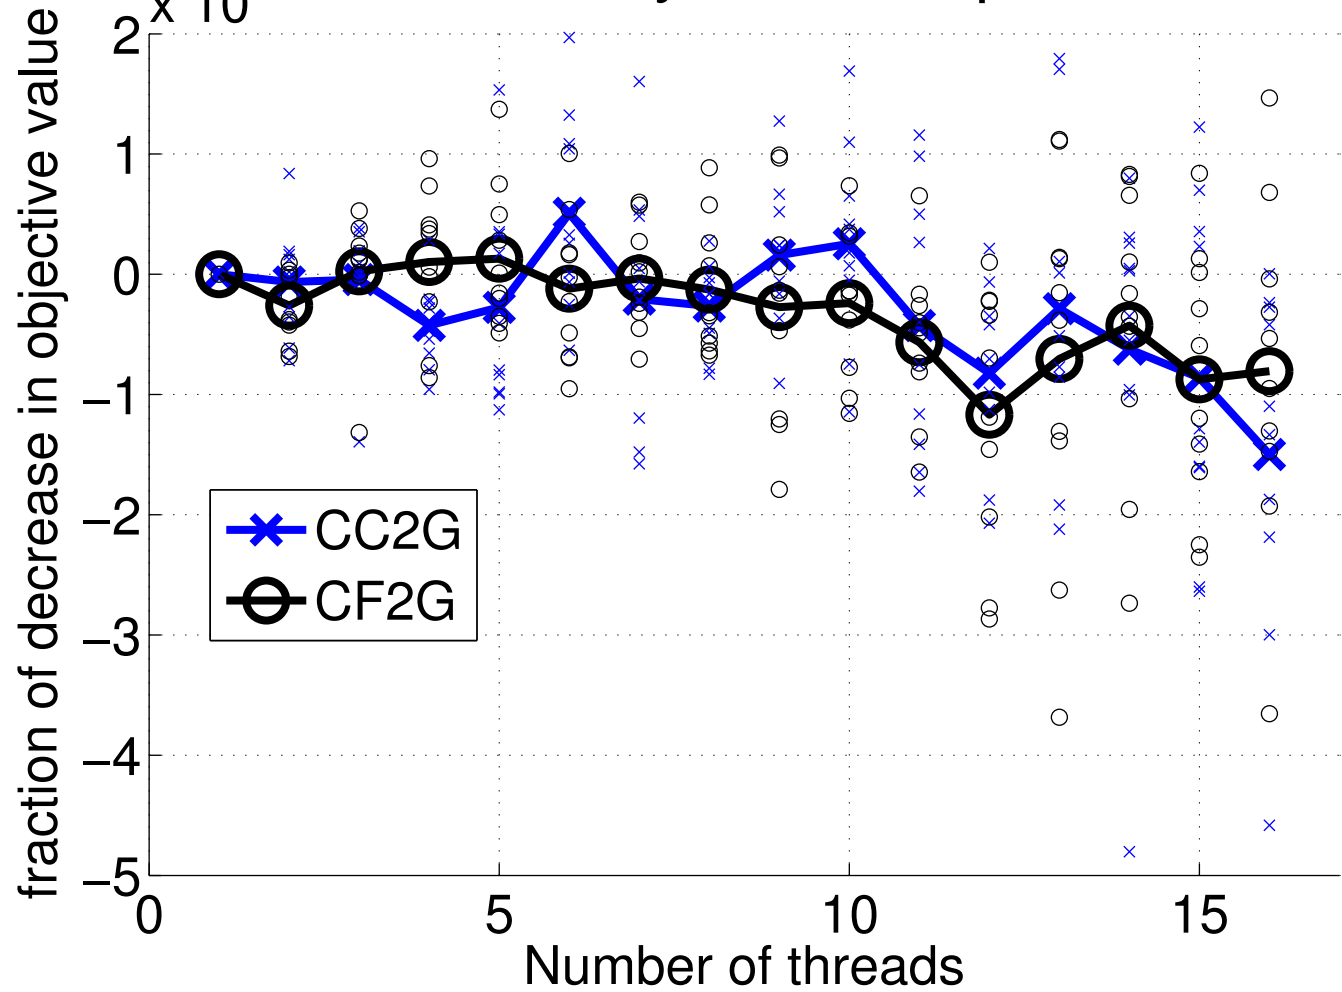 x 10
fraction of decrease in objective value
2
1
0
−1
−2
−3
−4
−5
CC2G
CF2G
0 5 10 15
Number of threads